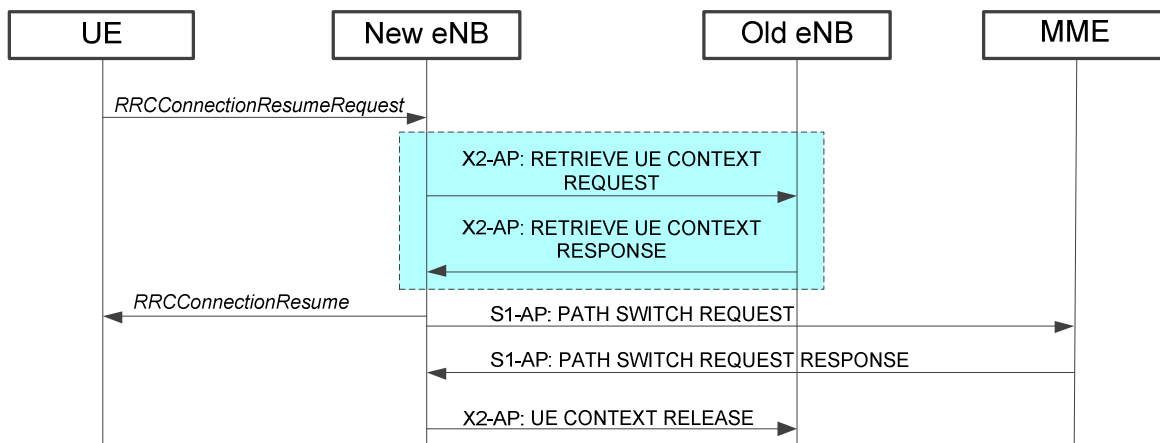 UE
New eNB
Old eNB
MME
RRCConnectionResumeRequest
X2-AP: RETRIEVE UE CONTEXT
REQUEST
X2-AP: RETRIEVE UE CONTEXT
RESPONSE
RRCConnectionResume
S1-AP: PATH SWITCH REQUEST
S1-AP: PATH SWITCH REQUEST RESPONSE
X2-AP: UE CONTEXT RELEASE